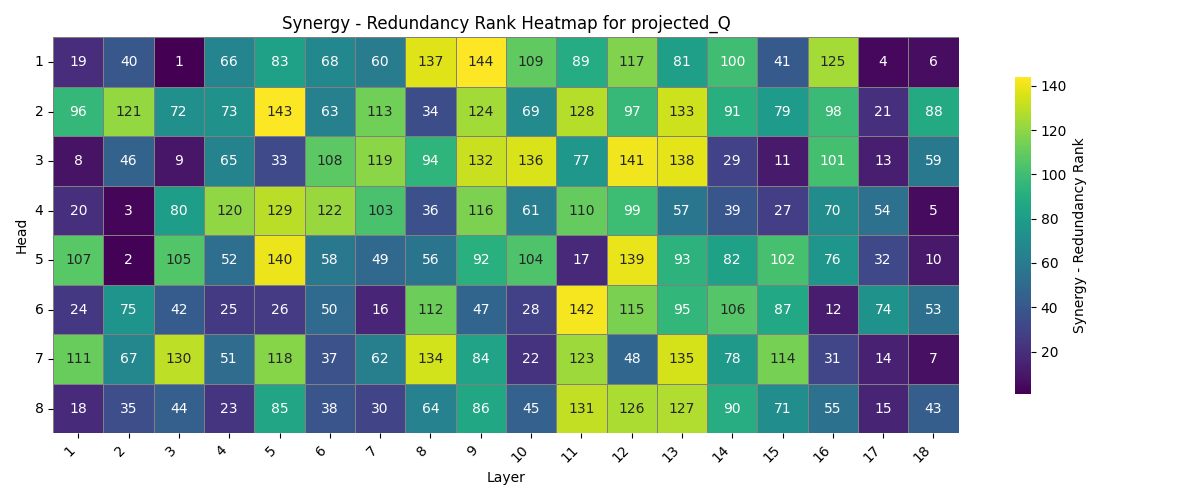 Synergy - Redundancy Rank Heatmap for projected_Q
1 19 40 1 66 83 68 60 137 144 109 89 117 81 100 41 125 4 6
2 96 121 72 73 143 63 113 34 124 69 128 97 133 91 79 98 21 88
3 8 46 9 65 33 108 119 94 132 136 77 141 138 29 11 101 13 59
4 20 3 80 120 129 122 103 36 116 61 110 99 57 39 27 70 54 5
5 107 2 105 52 140 58 49 56 92 104 17 139 93 82 102 76 32 10
6 24 75 42 25 26 50 16 112 47 28 142 115 95 106 87 12 74 53
7 111 67 130 51 118 37 62 134 84 22 123 48 135 78 114 31 14 7
8 18 35 44 23 85 38 30 64 86 45 131 126 127 90 71 55 15 43
Head
1 2 3 4 5 6 7 8 9 10 11 12 13 14 15 16 17 18
Layer
140
120
100
80
60
40
20
Synergy - Redundancy Rank